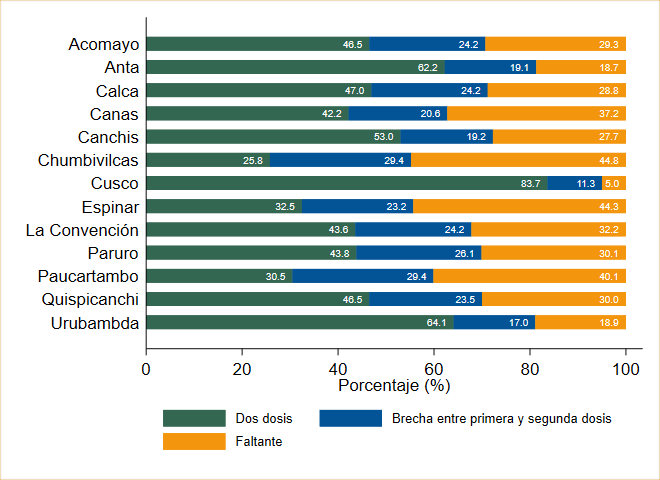 Acomayo 46.5 24.2 29.3
Anta 62.2 19.1 18.7
Calca 47.0 24.2 28.8
Canas 42.2 20.6 37.2
Canchis 53.0 19.2 27.7
Chumbivilcas 25.8 29.4 44.8
Cusco 83.7 11.3 5.0
Espinar 32.5 23.2 44.3
La Convención 43.6 24.2 32.2
Paruro 43.8 26.1 30.1
Paucartambo 30.5 29.4 40.1
Quispicanchi 46.5 23.5 30.0
Urubambda 64.1 17.0 18.9
0 20 40 60 80 100
Porcentaje (%)
Dos dosis Brecha entre primera y segunda dosis
Faltante